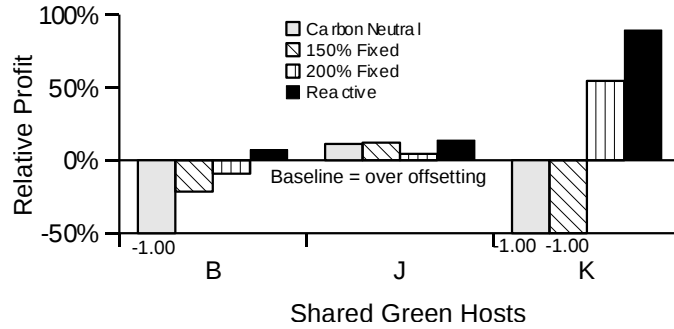 100%
50%
0%
-50%
Relative Profit
Carbon Neutral
150% Fixed
200% Fixed
Reactive
Baseline = over offsetting
-1.00
-1.00
-1.00
B
J
K
Shared Green Hosts